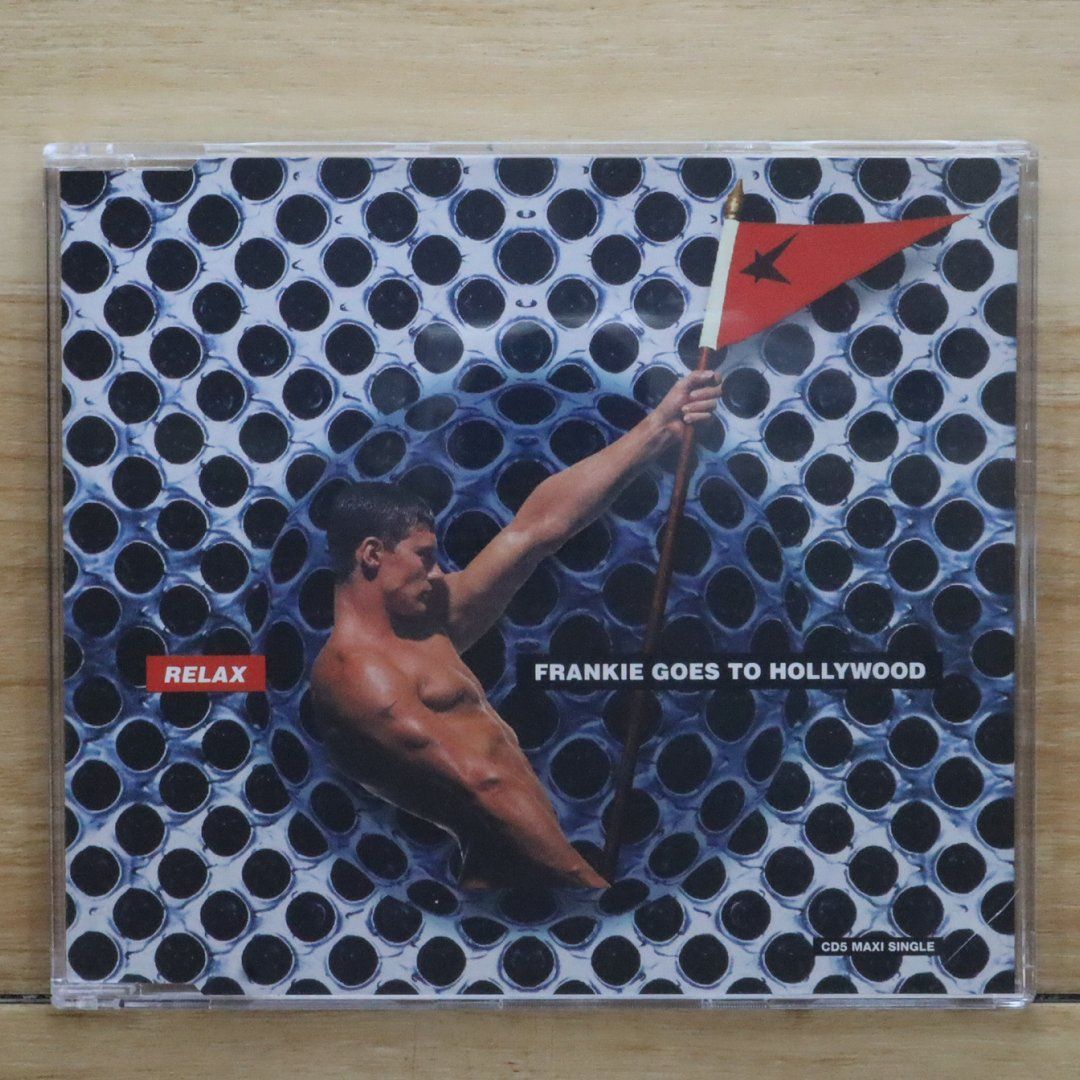 RELAX
FRANKIE GOES TO HOLLYWOOD
CD5 MAXI SINGLE